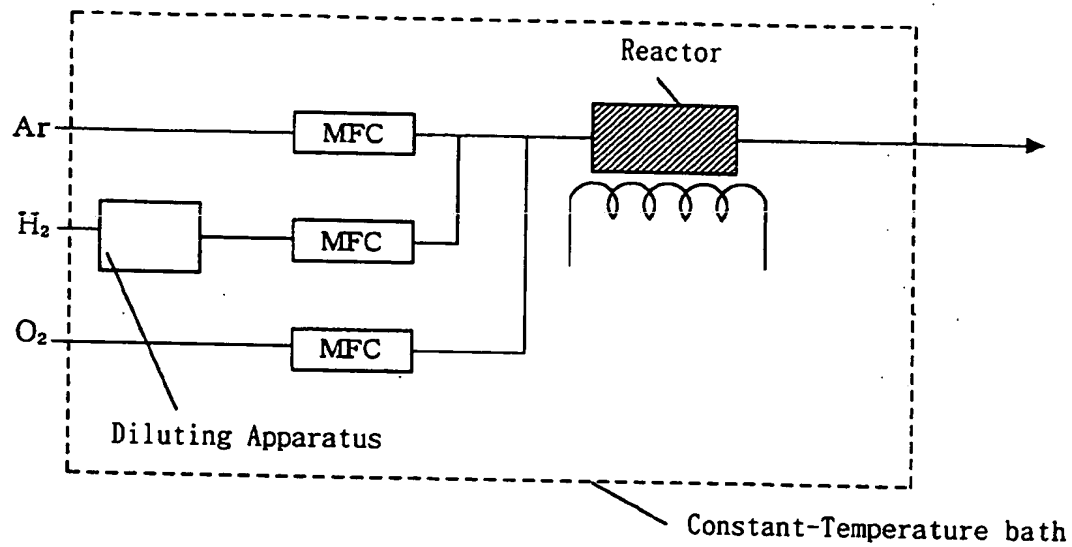 Reactor
Ar
MFC
H₂
MFC
O₂
MFC
Diluting Apparatus
Constant-Temperature bath